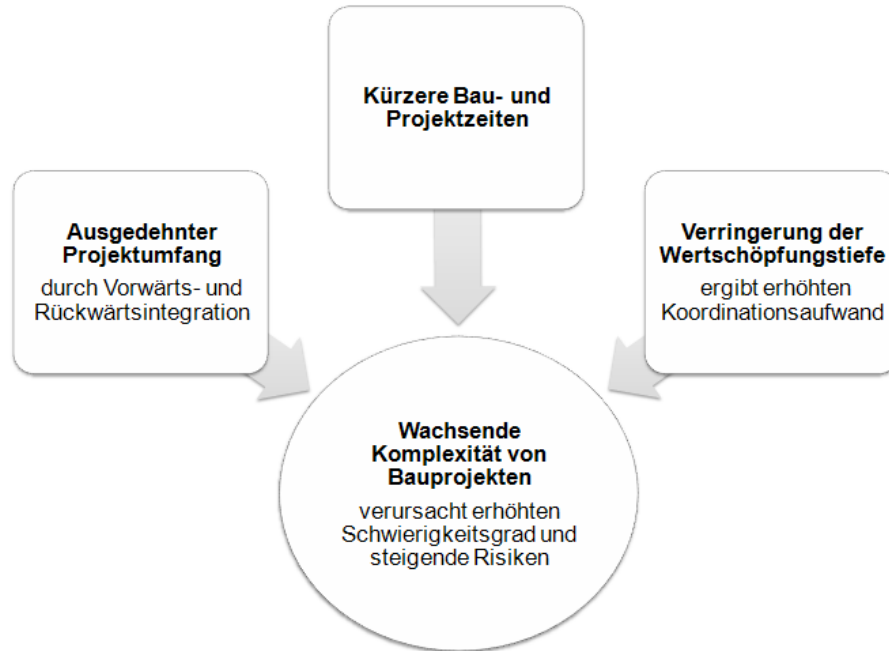 Kürzere Bau- und
Projektzeiten
Ausgedehnter
Projektumfang
durch Vorwärts- und
Rückwärtsintegration
Verringerung der
Wertschöpfungstiefe
ergibt erhöhten
Koordinationsaufwand
Wachsende
Komplexität von
Bauprojekten
verursacht erhöhten
Schwierigkeitsgrad und
steigende Risiken